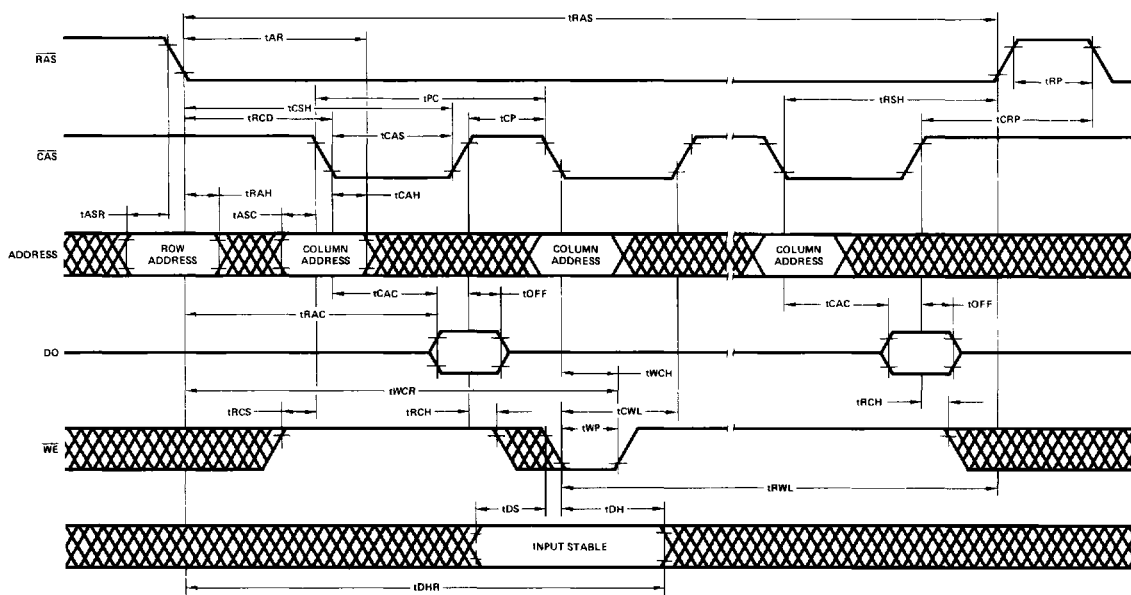 tRAS
tAR
RAS
tRP
tPC
tCSH
tRSH
tRCD
tCP
tCRP
tCAS
CAS
tRAH
tCAH
tASR
tASC
ADDRESS
ROW ADDRESS
COLUMN ADDRESS
COLUMN ADDRESS
COLUMN ADDRESS
tCAC
tOFF
tCAC
tOFF
tRAC
DO
tWCH
tWCR
tRCS
tRCH
tCWL
tRCH
tWP
WE
tRWL
tDS
tDH
INPUT STABLE
tDHR